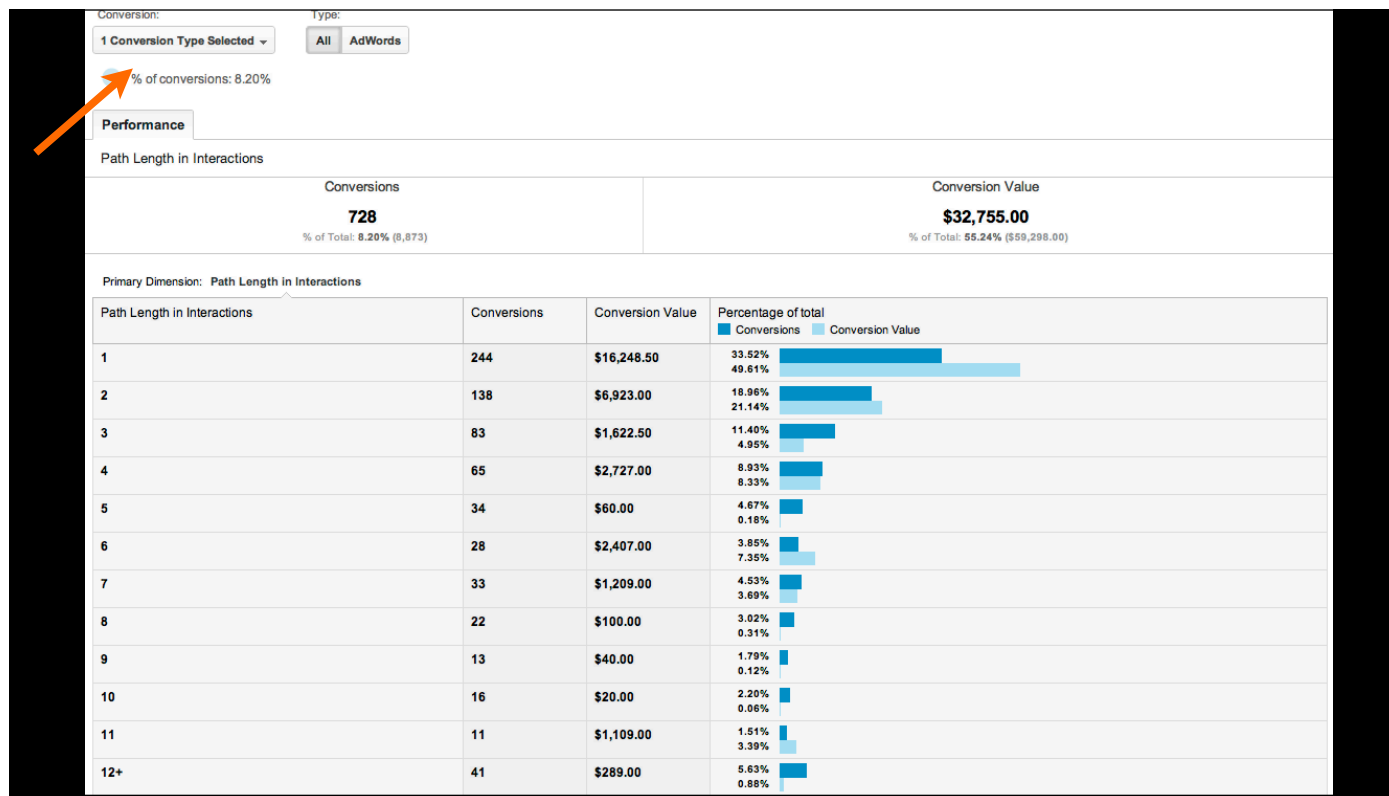 Conversion: Type:
1 Conversion Type Selected All AdWords
% of conversions: 8.20%
Performance
Path Length in Interactions
Conversions Conversion Value
728 $32,755.00
% of Total: 8.20% (8,873) % of Total: 55.24% ($59,298.00)
Primary Dimension: Path Length in Interactions
Path Length in Interactions Conversions Conversion Value Percentage of total
Conversions Conversion Value
1 244 $16,248.50 33.52%
49.61%
2 138 $6,923.00 18.96%
21.14%
3 83 $1,622.50 11.40%
4.95%
4 65 $2,727.00 8.93%
8.33%
5 34 $60.00 4.67%
0.18%
6 28 $2,407.00 3.85%
7.35%
7 33 $1,209.00 4.53%
3.69%
8 22 $100.00 3.02%
0.31%
9 13 $40.00 1.79%
0.12%
10 16 $20.00 2.20%
0.06%
11 11 $1,109.00 1.51%
3.39%
12+ 41 $289.00 5.63%
0.88%